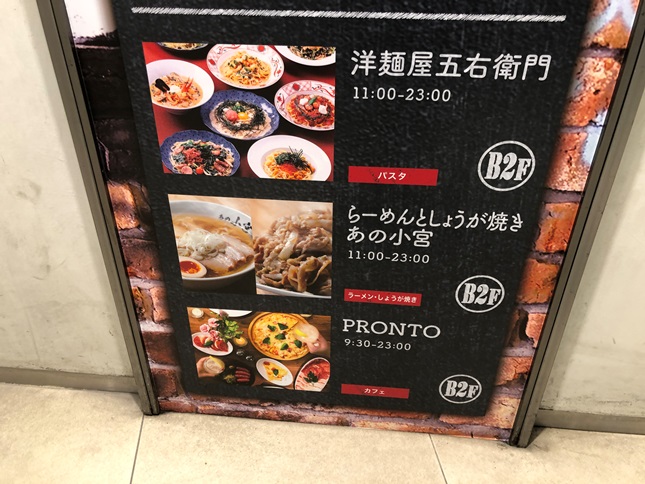 洋麺屋五右衛門
11:00-23:00
パスタ
B2F
らーめんとしょうが焼き
あの小宮
11:00-23:00
ラーメン・しょうが焼き
B2F
PRONTO
9:30-23:00
カフェ
B2F